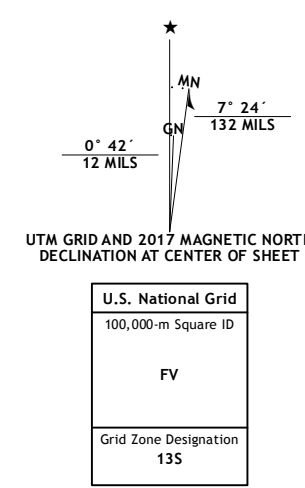 MN
GN
7° 24´
132 MILS
0° 42´
12 MILS
UTM GRID AND 2017 MAGNETIC NORT
DECLINATION AT CENTER OF SHEET
U.S. National Grid
100,000-m Square ID
FV
Grid Zone Designation
13S